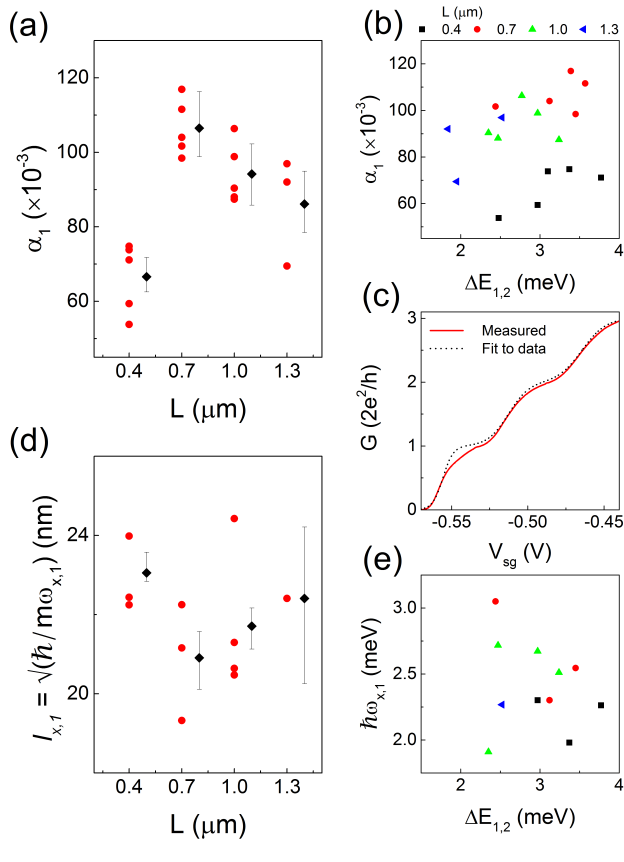 (a)
120
100
80
60
α₁ (×10⁻³)
0.4 0.7 1.0 1.3
L (μm)
(b)
L (μm)
0.4 0.7 1.0 1.3
120
100
80
60
α₁ (×10⁻³)
2 3 4
ΔE₁,₂ (meV)
(c)
3
2
1
0
G (2e²/h)
Measured
Fit to data
-0.55 -0.50 -0.45
Vsg (V)
(d)
24
20
lx,1 = √(ℏ/mωx,1) (nm)
0.4 0.7 1.0 1.3
L (μm)
(e)
3.0
2.5
2.0
ℏωx,1 (meV)
2 3 4
ΔE₁,₂ (meV)